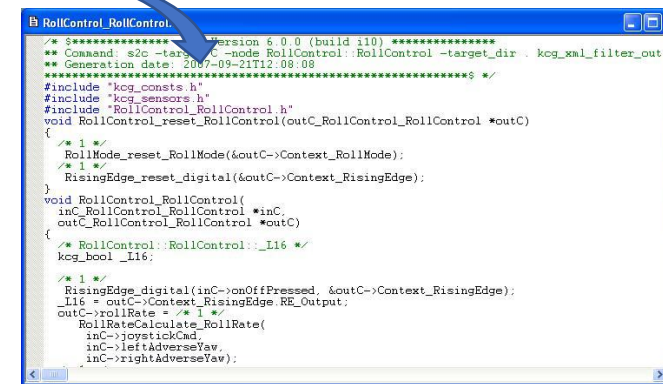 RollControl_RollControl.
/* $************** Version 6.0.0 (build i10) ***************
** Command: s2c -target C -node RollControl::RollControl -target_dir . kcg_xml_filter_out
** Generation date: 2007-09-21T12:08:08
*************************************************************$ */
#include "kcg_consts.h"
#include "kcg_sensors.h"
#include "RollControl_RollControl.h"
void RollControl_reset_RollControl(outC_RollControl_RollControl *outC)
{
/* 1 */
RollMode_reset_RollMode(&outC->Context_RollMode);
/* 1 */
RisingEdge_reset_digital(&outC->Context_RisingEdge);
}
void RollControl_RollControl(
inC_RollControl_RollControl *inC,
outC_RollControl_RollControl *outC)
{
/* RollControl::RollControl::_L16 */
kcg_bool _L16;
/* 1 */
RisingEdge_digital(inC->onOffPressed, &outC->Context_RisingEdge);
_L16 = outC->Context_RisingEdge.RE_Output;
outC->rollRate = /* 1 */
RollRateCalculate_RollRate(
inC->joystickCmd,
inC->leftAdverseYaw,
inC->rightAdverseYaw);